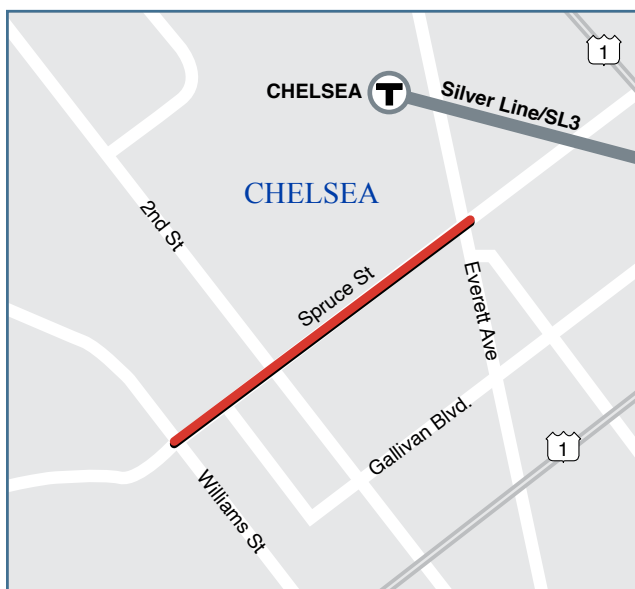 1
CHELSEA
T
Silver Line/SL3
CHELSEA
2nd St
Spruce St
Everett Ave
Gallivan Blvd.
1
Williams St